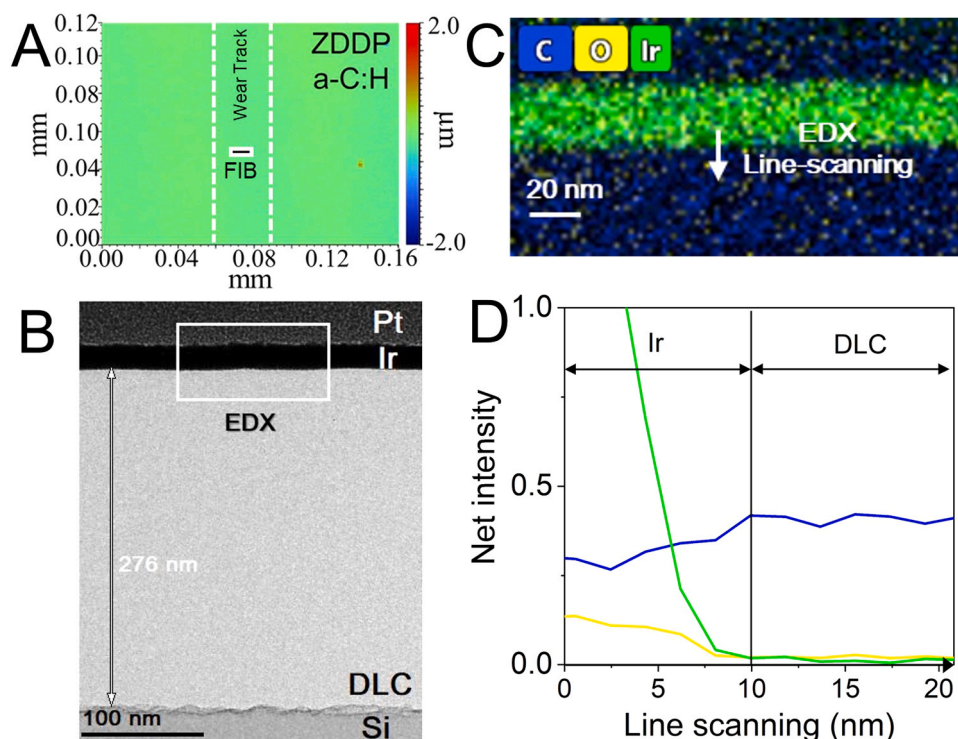 A
0.12
0.12
0.10
0.04
0.02
0.00
mm
0.00
0.04
0.08
0.12
0.16
mm
Wear Track
FIB
ZDDP
a-C:H
2.0
μm
-2.0
B
Pt
Ir
EDX
276 nm
DLC
100 nm
Si
C
C O Ir
EDX
Line-scanning
20 nm
D
Ir
DLC
1.0
0.5
0.0
Net intensity
0
5
10
15
20
Line scanning (nm)